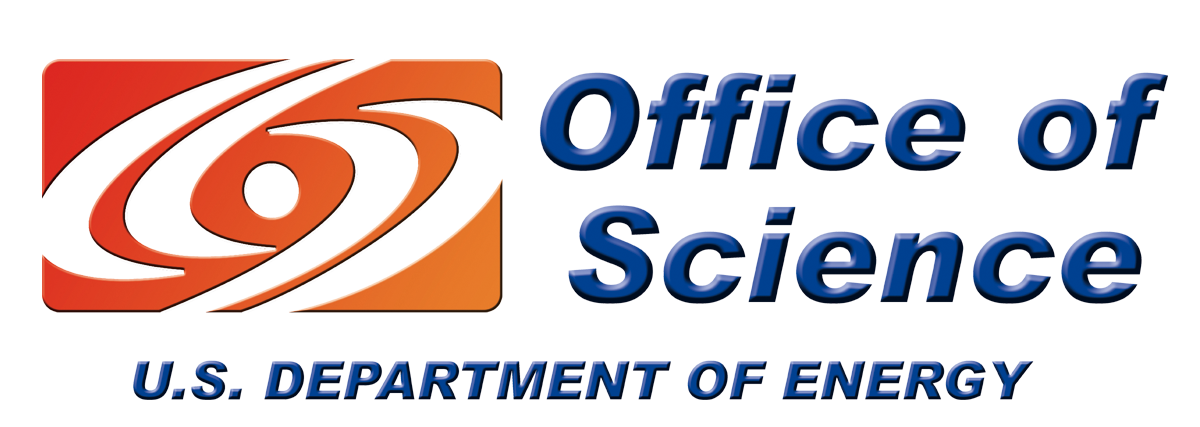 Office of
Science
U.S. DEPARTMENT OF ENERGY